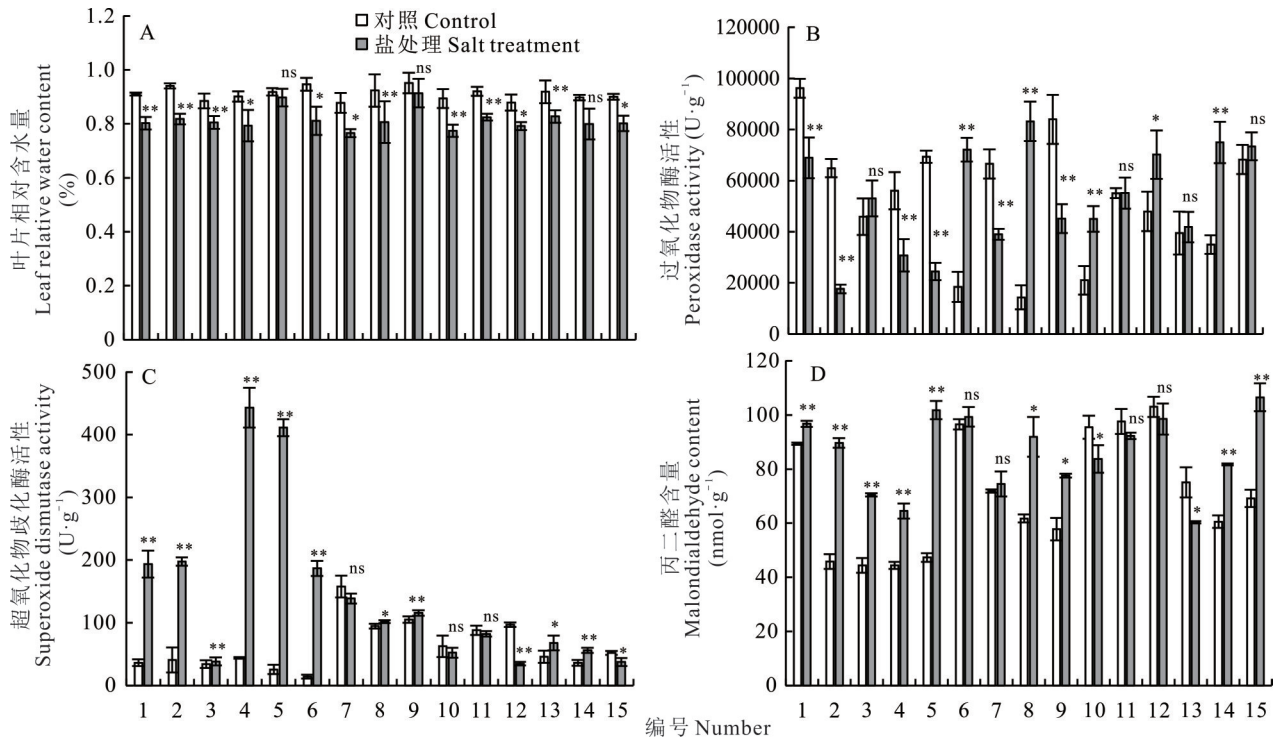 A
对照 Control
盐处理 Salt treatment
叶片相对含水量
Leaf relative water content
(%)
1.2
1.0
0.8
0.6
0.4
0.2
0
** ** ** * ns * * ** ns ** ** * ** ns *
B
过氧化物酶活性
Peroxidase activity (U·g⁻¹)
120000
100000
80000
60000
40000
20000
0
** ** ns ** ** ** ** ** ** ** ns * ns ** ns
C
超氧化物歧化酶活性
Superoxide dismutase activity
(U·g⁻¹)
500
400
300
200
100
0
** ** ** ** ** ** ns * ** ns ns ** * ** *
1 2 3 4 5 6 7 8 9 10 11 12 13 14 15
D
丙二醛含量
Malondialdehyde content
(nmol·g⁻¹)
120
100
80
60
40
20
0
** ** ** ** ** ns ns * * * ns ns * ** **
1 2 3 4 5 6 7 8 9 10 11 12 13 14 15
编号 Number